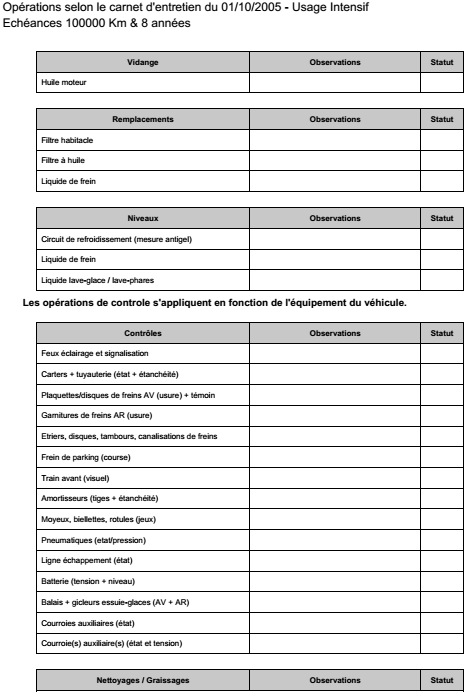 Opérations selon le carnet d'entretien du 01/10/2005 - Usage Intensif
Echéances 100000 Km & 8 années
Vidange Observations Statut
Huile moteur
Remplacements Observations Statut
Filtre habitacle
Filtre à huile
Liquide de frein
Niveaux Observations Statut
Circuit de refroidissement (mesure antigel)
Liquide de frein
Liquide lave-glace / lave-phares
Les opérations de controle s'appliquent en fonction de l'équipement du véhicule.
Contrôles Observations Statut
Feux éclairage et signalisation
Carters + tuyauterie (état + étanchéité)
Plaquettes/disques de freins AV (usure) + témoin
Garnitures de freins AR (usure)
Etriers, disques, tambours, canalisations de freins
Frein de parking (course)
Train avant (visuel)
Amortisseurs (tiges + étanchéité)
Moyeux, biellettes, rotules (jeux)
Pneumatiques (etat/pression)
Ligne échappement (état)
Batterie (tension + niveau)
Balais + gicleurs essuie-glaces (AV + AR)
Courroies auxiliaires (état)
Courroie(s) auxiliaire(s) (état et tension)
Nettoyages / Graissages Observations Statut